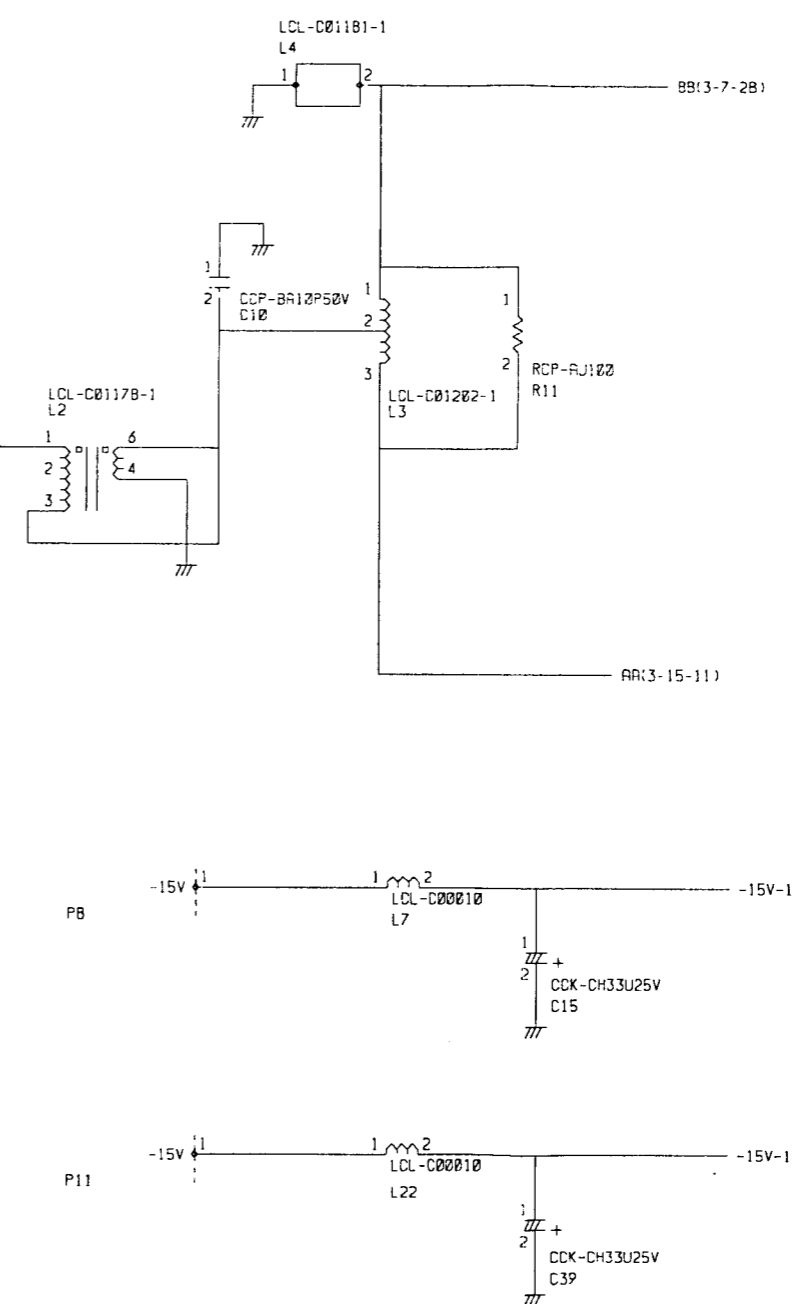 LCL-C01181-1
L4
1 2
BB(3-7-28)
1
2 CCP-BA10P50V
C10
1
2
3
LCL-C01202-1
L3
1
2
RCP-AJ100
R11
LCL-C01178-1
L2
1 6
2 4
3
AA(3-15-11)
-15V 1 1 2 -15V-1
LCL-C00010
L7
P8
1
2 +
CCK-CH33U25V
C15
-15V 1 1 2 -15V-1
LCL-C00010
L22
P11
1
2 +
CCK-CH33U25V
C39